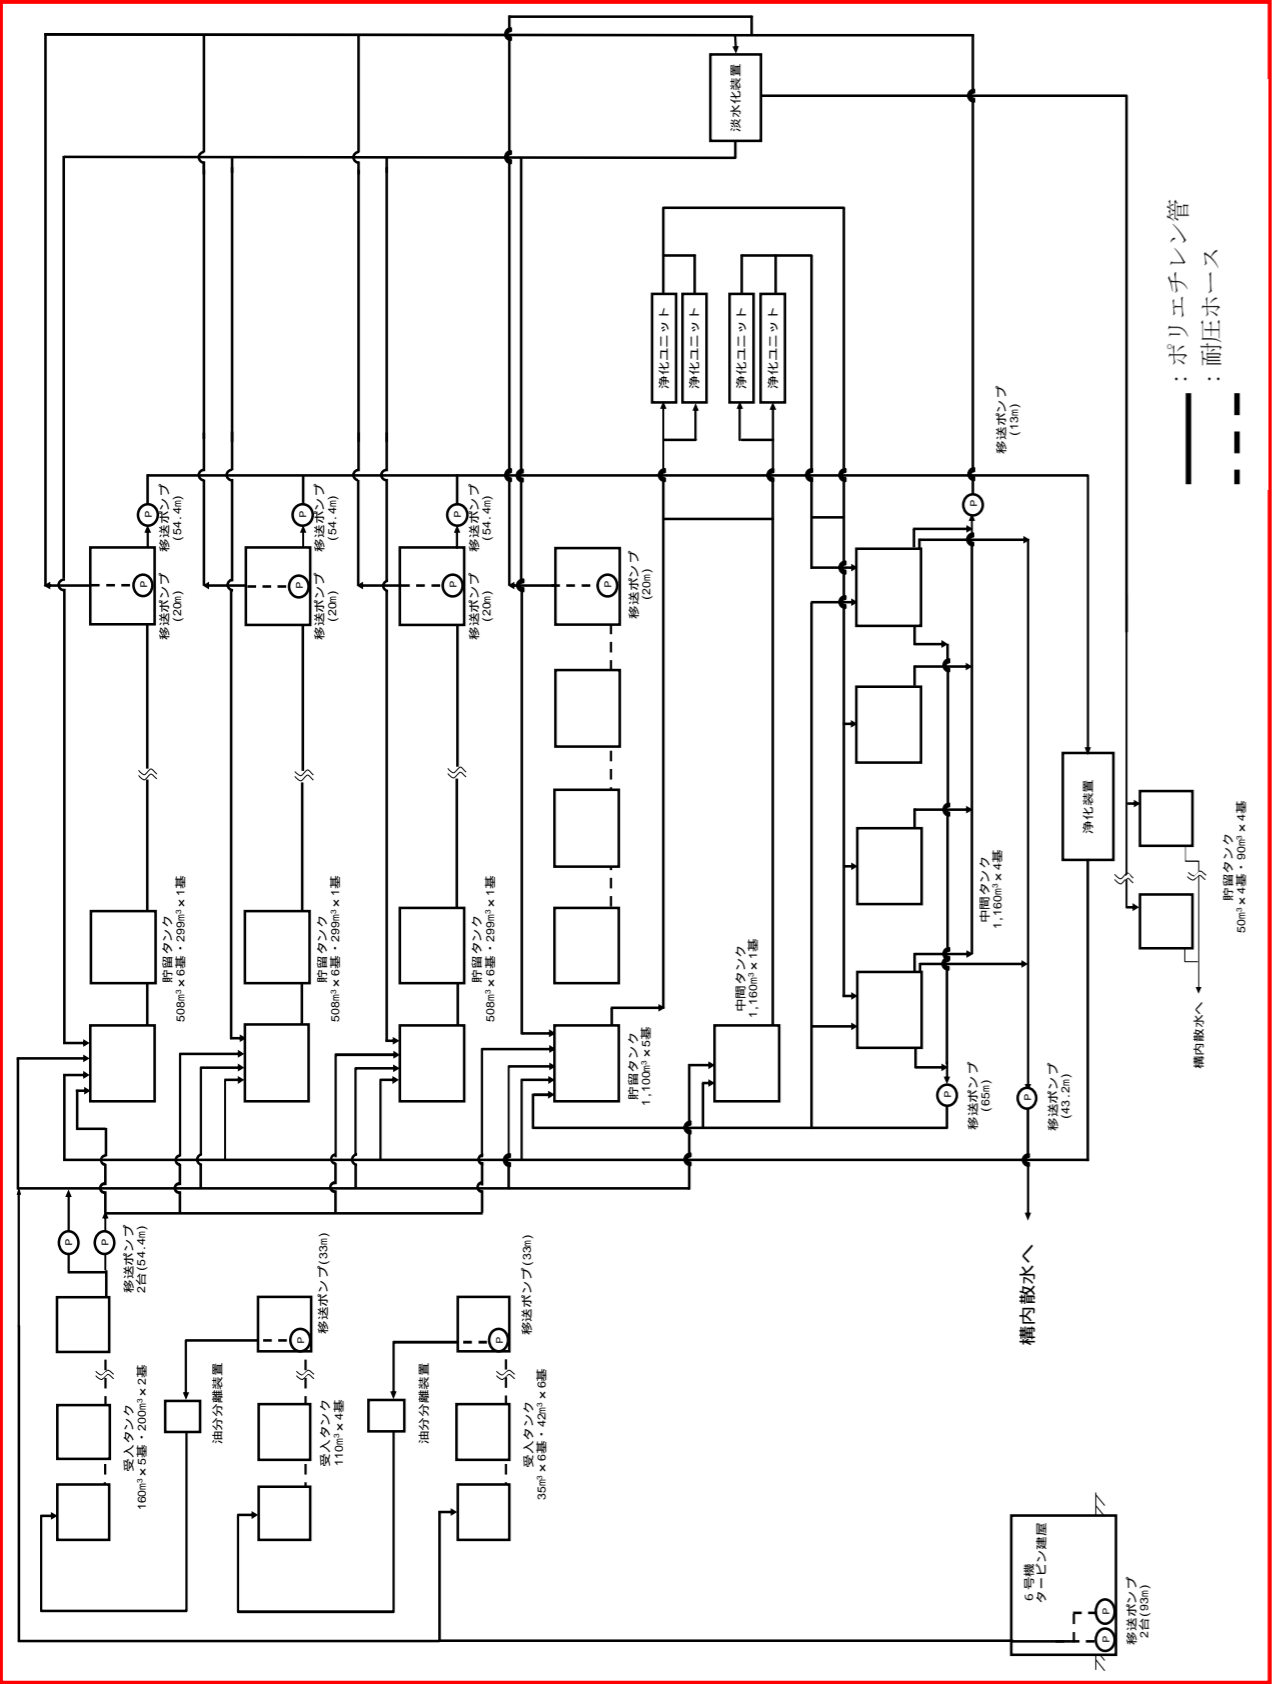 P
P
受入タンク
160m³×5基・200m³×2基
移送ポンプ
2台(54.4m)
貯留タンク
508m³×6基・299m³×1基
P
移送ポンプ
(20m)
P
移送ポンプ
(54.4m)
油分分離装置
P
移送ポンプ(33m)
受入タンク
110m³×4基
貯留タンク
508m³×6基・299m³×1基
P
移送ポンプ
(20m)
P
移送ポンプ
(54.4m)
油分分離装置
P
移送ポンプ(33m)
受入タンク
35m³×6基・42m³×6基
貯留タンク
508m³×6基・299m³×1基
P
移送ポンプ
(20m)
P
移送ポンプ
(54.4m)
貯留タンク
1,100m³×5基
P
移送ポンプ
(20m)
浄化ユニット
浄化ユニット
浄化ユニット
浄化ユニット
淡水化装置
中間タンク
1,160m³×1基
P
移送ポンプ
(65m)
中間タンク
1,160m³×4基
P
移送ポンプ
(13m)
構内散水へ
P
移送ポンプ
(43.2m)
浄化装置
6号機
タービン建屋
P
P
移送ポンプ
2台(93m)
構内散水へ
貯留タンク
50m³×4基・90m³×4基
：ポリエチレン管
：耐圧ホース